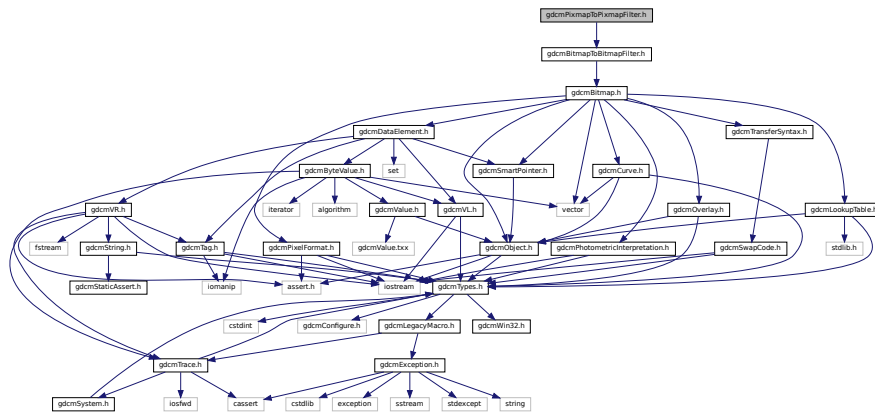 gdcmPixmapToPixmapFilter.h
gdcmBitmapToBitmapFilter.h
gdcmBitmap.h
gdcmDataElement.h
gdcmTransferSyntax.h
gdcmByteValue.h
set
gdcmSmartPointer.h
gdcmCurve.h
gdcmVR.h
iterator
algorithm
gdcmValue.h
gdcmVL.h
vector
gdcmOverlay.h
gdcmLookupTable.h
fstream
gdcmString.h
gdcmTag.h
gdcmPixelFormat.h
gdcmValue.txx
gdcmObject.h
gdcmPhotometricInterpretation.h
gdcmSwapCode.h
stdlib.h
gdcmStaticAssert.h
iomanip
assert.h
iostream
gdcmTypes.h
cstdint
gdcmConfigure.h
gdcmLegacyMacro.h
gdcmWin32.h
gdcmTrace.h
gdcmException.h
gdcmSystem.h
iosfwd
cassert
cstdlib
exception
sstream
stdexcept
string